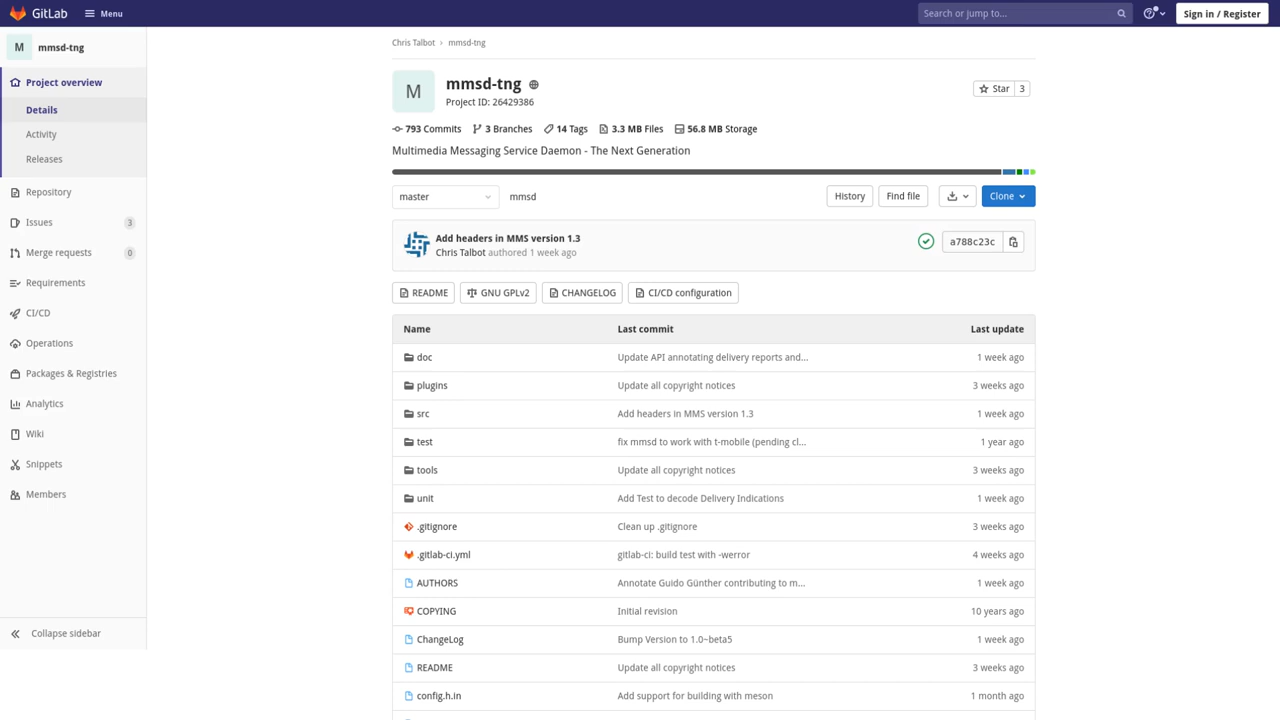 GitLab Menu Search or jump to... Sign in / Register
M mmsd-tng
Project overview
Details
Activity
Releases
Repository
Issues 3
Merge requests 0
Requirements
CI/CD
Operations
Packages & Registries
Analytics
Wiki
Snippets
Members
Collapse sidebar
Chris Talbot › mmsd-tng
M
mmsd-tng
Project ID: 26429386
Star 3
793 Commits 3 Branches 14 Tags 3.3 MB Files 56.8 MB Storage
Multimedia Messaging Service Daemon - The Next Generation
master mmsd History Find file Clone
Add headers in MMS version 1.3
Chris Talbot authored 1 week ago
a788c23c
README GNU GPLv2 CHANGELOG CI/CD configuration
Name Last commit Last update
doc Update API annotating delivery reports and... 1 week ago
plugins Update all copyright notices 3 weeks ago
src Add headers in MMS version 1.3 1 week ago
test fix mmsd to work with t-mobile (pending cl... 1 year ago
tools Update all copyright notices 3 weeks ago
unit Add Test to decode Delivery Indications 1 week ago
.gitignore Clean up .gitignore 3 weeks ago
.gitlab-ci.yml gitlab-ci: build test with -werror 4 weeks ago
AUTHORS Annotate Guido Günther contributing to m... 1 week ago
COPYING Initial revision 10 years ago
ChangeLog Bump Version to 1.0~beta5 1 week ago
README Update all copyright notices 3 weeks ago
config.h.in Add support for building with meson 1 month ago